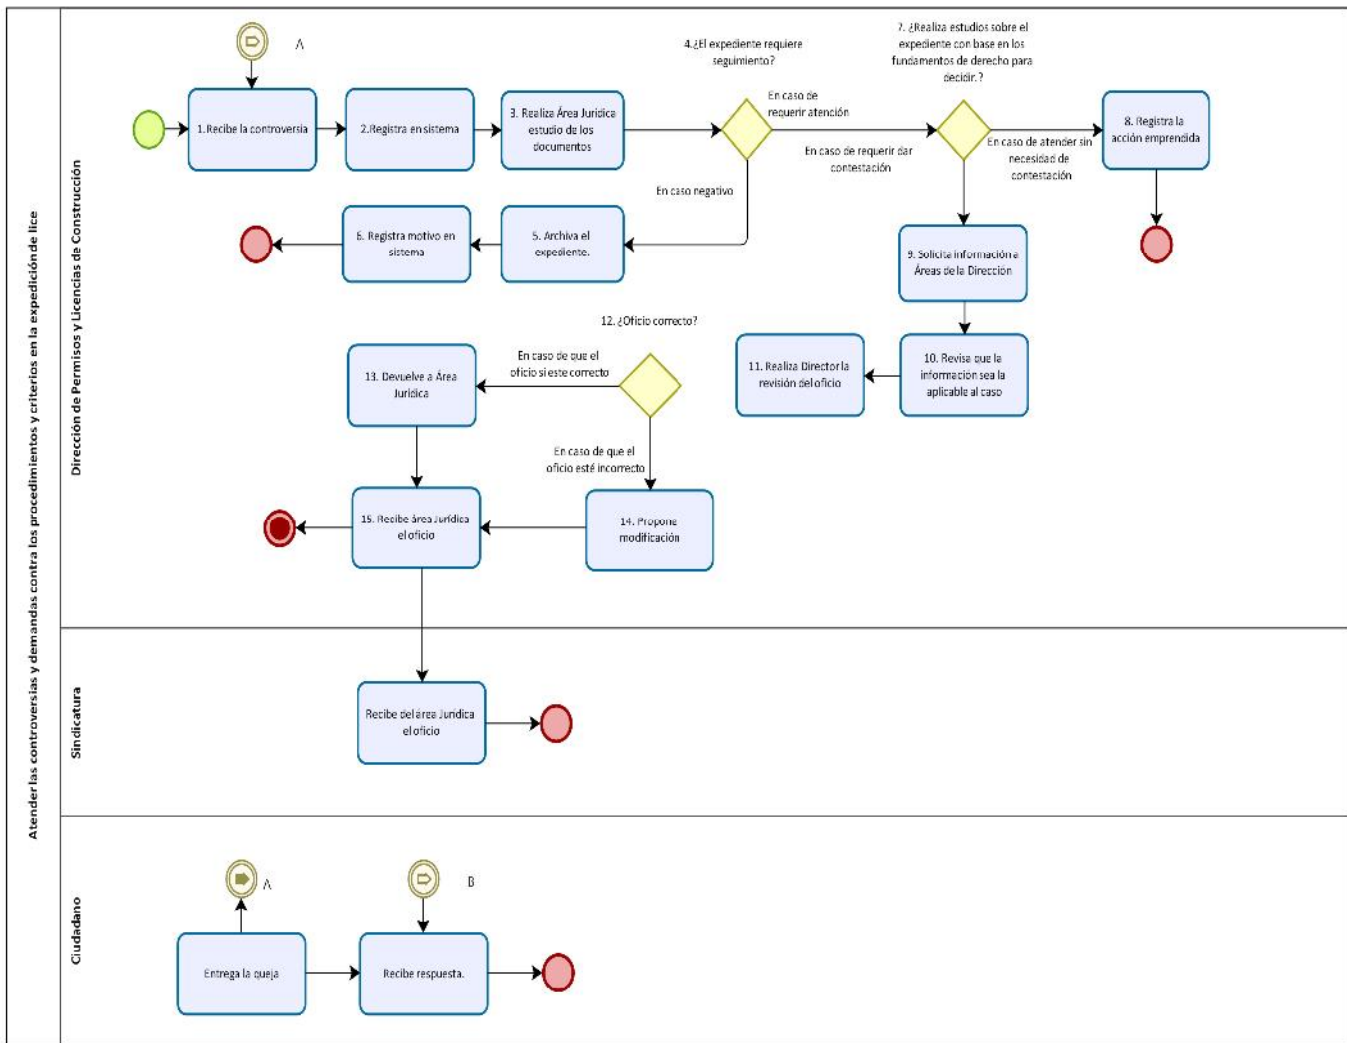 Atender las controversias y demandas contra los procedimientos y criterios en la expedición de lice
Dirección de Permisos y Licencias de Construcción
A
1.Recibe la controversia
2.Registra en sistema
3. Realiza Área Jurídica
estudio de los
documentos
4.¿El expediente requiere
seguimiento?
En caso de
requerir atención
En caso de requerir dar
contestación
En caso negativo
7. ¿Realiza estudios sobre el
expediente con base en los
fundamentos de derecho para
decidir.?
En caso de atender sin
necesidad de
contestación
8. Registra la
acción emprendida
6. Registra motivo en
sistema
5. Archiva el
expediente.
9. Solicita información a
Áreas de la Dirección
10. Revisa que la
información sea la
aplicable al caso
11. Realiza Director la
revisión del oficio
12. ¿Oficio correcto?
En caso de que el
oficio si este correcto
13. Devuelve a Área
Jurídica
En caso de que el
oficio esté incorrecto
14. Propone
modificación
15. Recibe área Jurídica
el oficio
Sindicatura
Recibe del área Jurídica
el oficio
Ciudadano
A
B
Entrega la queja
Recibe respuesta.